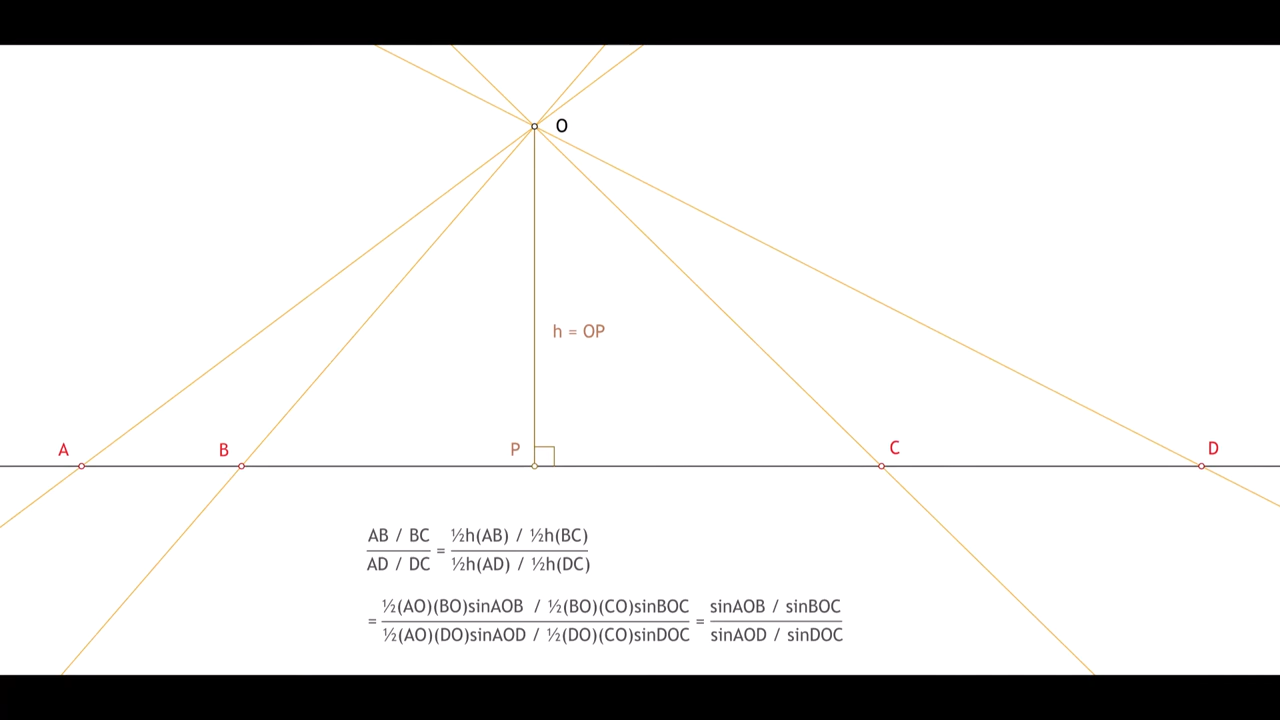 O
h = OP
A
B
P
C
D
AB / BC ½h(AB) / ½h(BC)
=
AD / DC ½h(AD) / ½h(DC)
½(AO)(BO)sinAOB / ½(BO)(CO)sinBOC sinAOB / sinBOC
= =
½(AO)(DO)sinAOD / ½(DO)(CO)sinDOC sinAOD / sinDOC